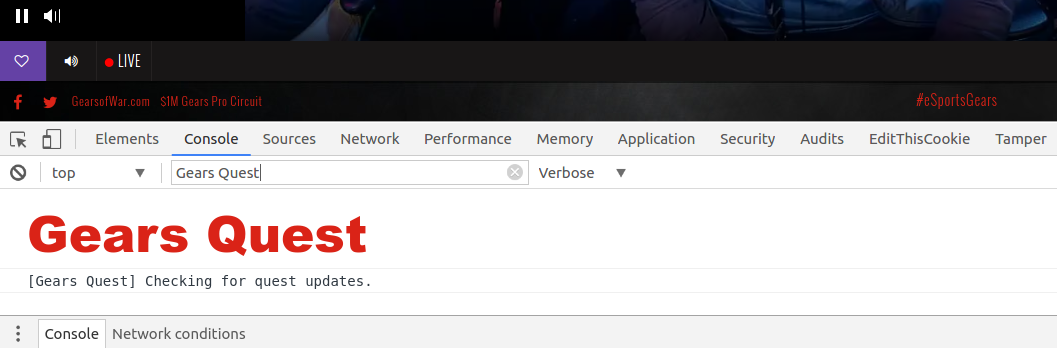 LIVE
GearsofWar.com $1M Gears Pro Circuit #eSportsGears
Elements Console Sources Network Performance Memory Application Security Audits EditThisCookie Tamper
top Gears Quest Verbose
Gears Quest
[Gears Quest] Checking for quest updates.
Console Network conditions